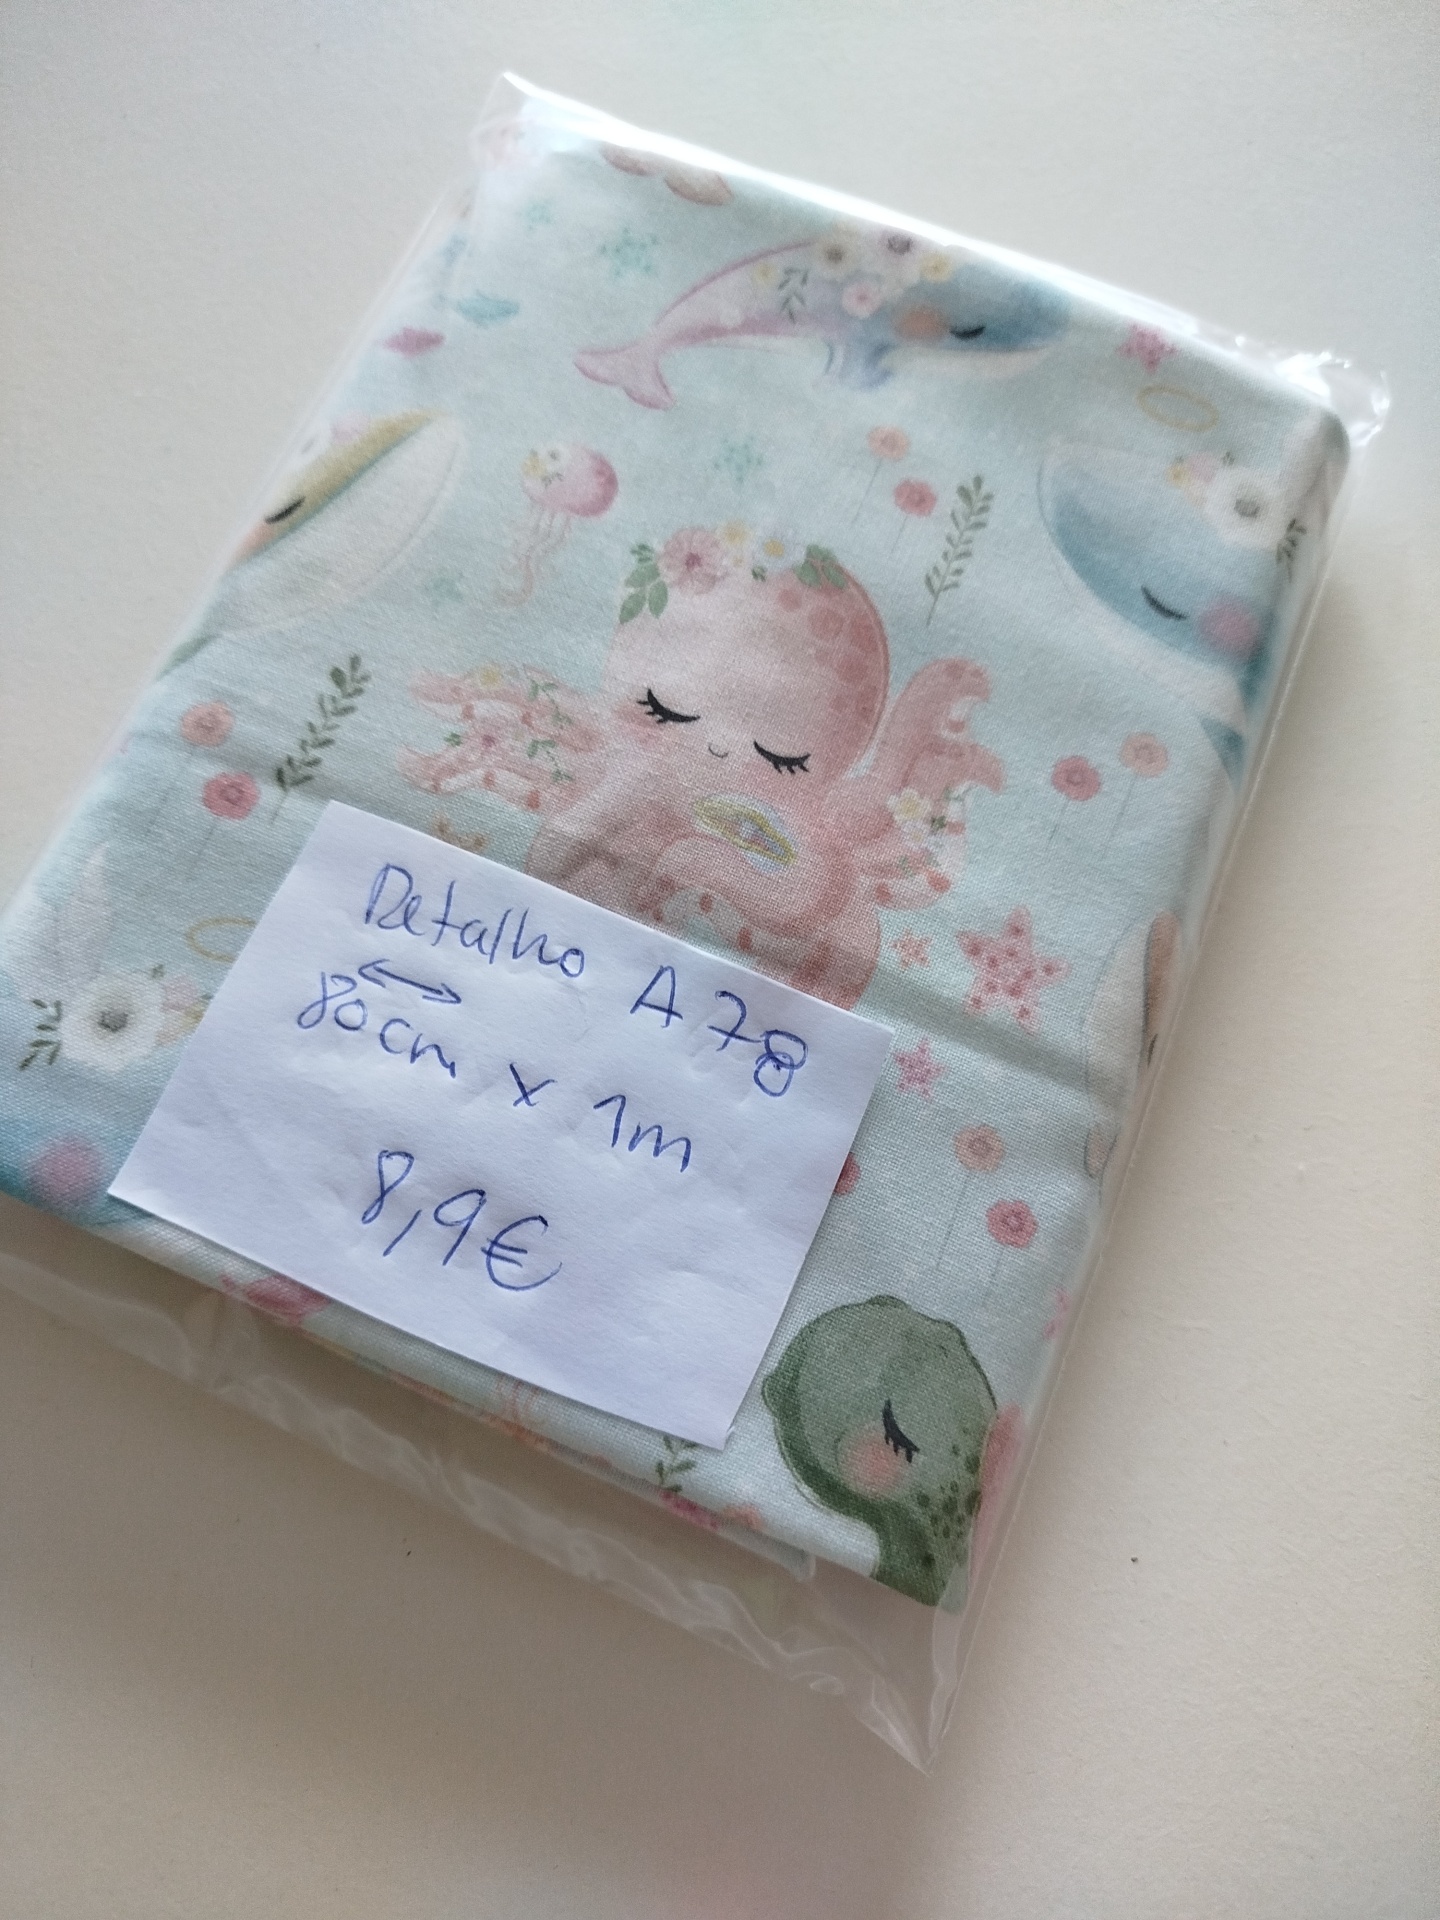 Retalho A78
↔
80cm x 1m
8,9€